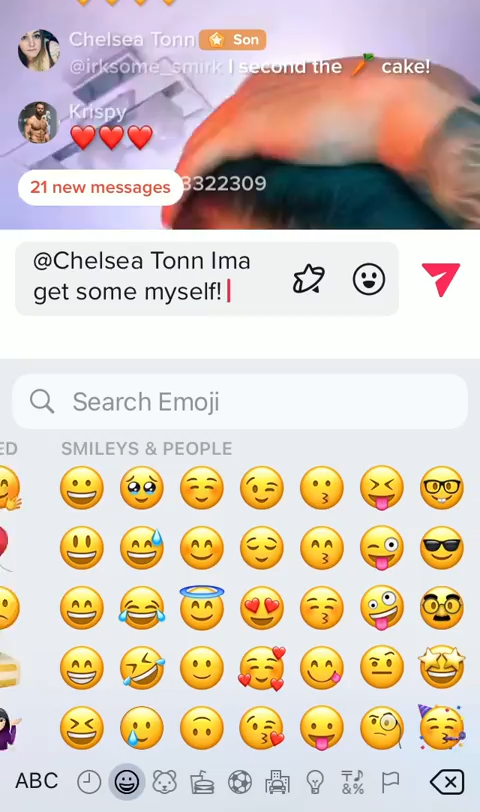 Chelsea Tonn Son
@irksome_smirk I second the 🥕 cake!
Krispy
❤️❤️❤️
21 new messages 3322309
@Chelsea Tonn Ima
get some myself!
Search Emoji
ED SMILEYS & PEOPLE
ABC